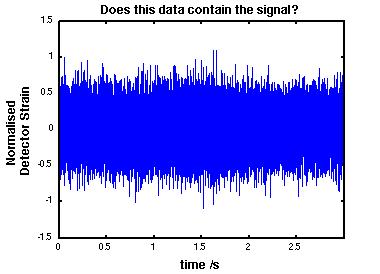 Does this data contain the signal?
1.5
1
0.5
0
-0.5
-1
-1.5
Normalised
Detector Strain
0 0.5 1 1.5 2 2.5
time /s